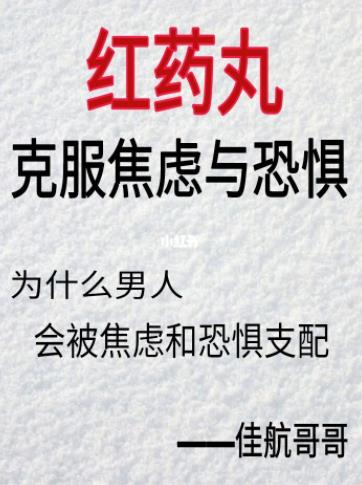 红药丸
克服焦虑与恐惧
小红书
为什么男人
会被焦虑和恐惧支配
——佳航哥哥